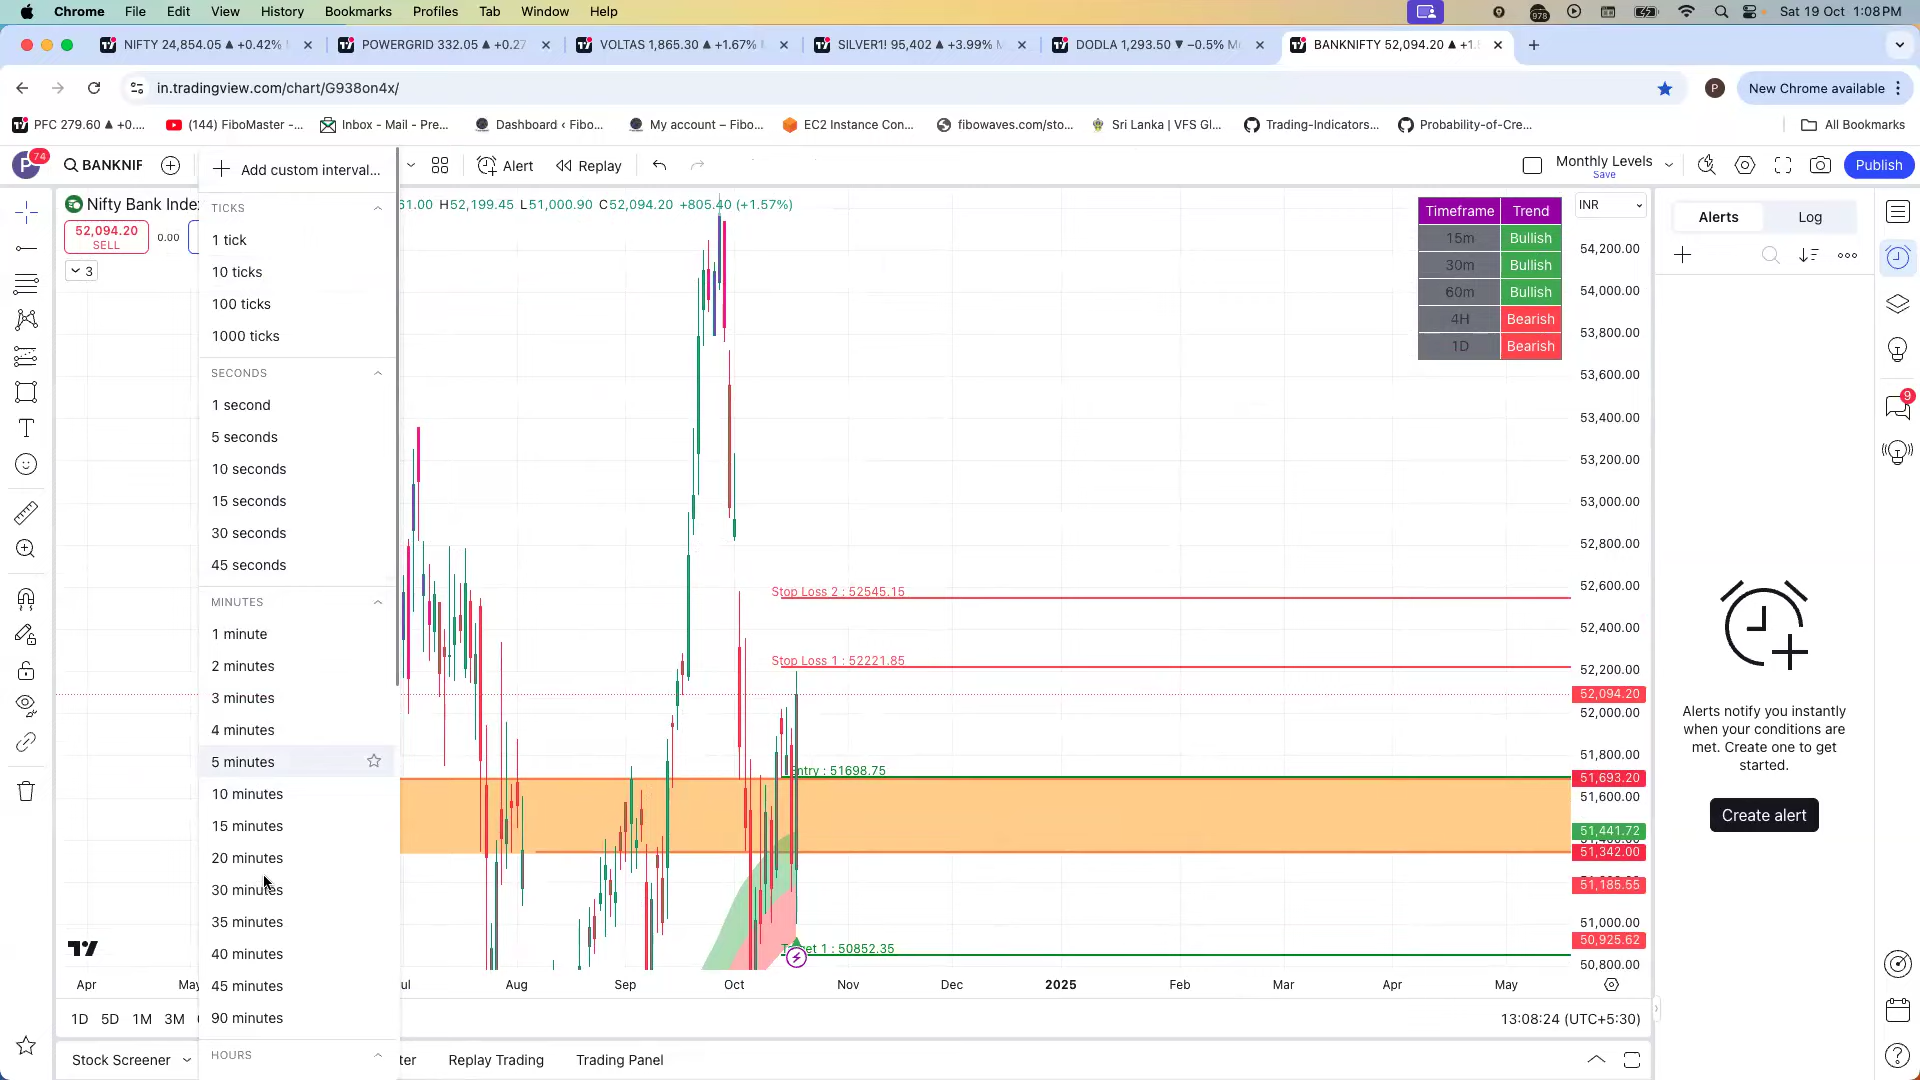 Chrome File Edit View History Bookmarks Profiles Tab Window Help 978 Sat 19 Oct 1:08 PM
NIFTY 24,854.05 ▲ +0.42% POWERGRID 332.05 ▲ +0.27 VOLTAS 1,865.30 ▲ +1.67% SILVER1! 95,402 ▲ +3.99% M DODLA 1,293.50 ▼ −0.5% M BANKNIFTY 52,094.20 ▲ +1.
in.tradingview.com/chart/G938on4x/ P New Chrome available
PFC 279.60 ▲ +0.... (144) FiboMaster -... Inbox - Mail - Pre... Dashboard ‹ Fibo... My account – Fibo... EC2 Instance Con... fibowaves.com/sto... Sri Lanka | VFS Gl... Trading-Indicators... Probability-of-Cre... All Bookmarks
P 74 BANKNIF Add custom interval... Alert Replay Monthly Levels Save Publish
Nifty Bank Index 61.00 H52,199.45 L51,000.90 C52,094.20 +805.40 (+1.57%) INR
52,094.20 SELL 0.00
3
TICKS
1 tick
10 ticks
100 ticks
1000 ticks
SECONDS
1 second
5 seconds
10 seconds
15 seconds
30 seconds
45 seconds
MINUTES
1 minute
2 minutes
3 minutes
4 minutes
5 minutes
10 minutes
15 minutes
20 minutes
30 minutes
35 minutes
40 minutes
45 minutes
90 minutes
HOURS
Timeframe Trend
15m Bullish
30m Bullish
60m Bullish
4H Bearish
1D Bearish
Stop Loss 2 : 52545.15
Stop Loss 1 : 52221.85
Entry : 51698.75
Target 1 : 50852.35
54,200.00
54,000.00
53,800.00
53,600.00
53,400.00
53,200.00
53,000.00
52,800.00
52,600.00
52,400.00
52,200.00
52,094.20
52,000.00
51,800.00
51,693.20
51,600.00
51,441.72
51,342.00
51,185.55
51,000.00
50,925.62
50,800.00
Apr May Jul Aug Sep Oct Nov Dec 2025 Feb Mar Apr May
1D 5D 1M 3M 13:08:24 (UTC+5:30)
Stock Screener Replay Trading Trading Panel
Alerts Log
9
Alerts notify you instantly
when your conditions are
met. Create one to get
started.
Create alert